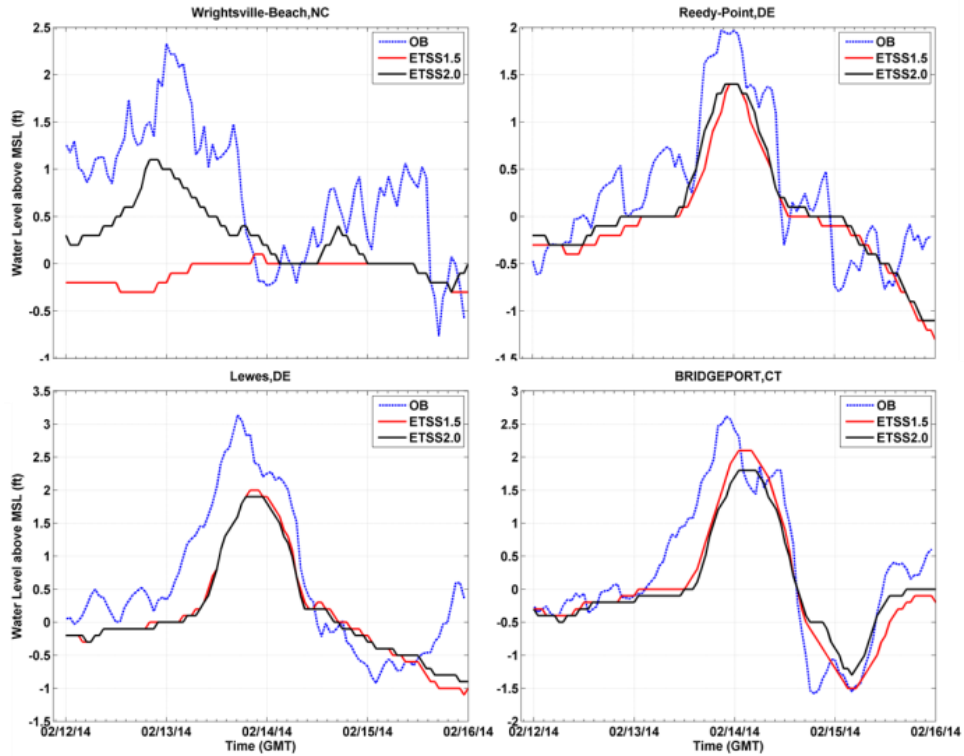 Wrightsville-Beach,NC
Water Level above MSL (ft)
2.5
2
1.5
1
0.5
0
-0.5
-1
OB
ETSS1.5
ETSS2.0
Reedy-Point,DE
2
1.5
1
0.5
0
-0.5
-1
1.5
OB
ETSS1.5
ETSS2.0
Lewes,DE
Water Level above MSL (ft)
3.5
3
2.5
2
1.5
1
0.5
0
-0.5
-1
-1.5
OB
ETSS1.5
ETSS2.0
02/12/14
02/13/14
02/14/14
02/15/14
02/16/14
Time (GMT)
BRIDGEPORT,CT
3
2.5
2
1.5
1
0.5
0
-0.5
-1
-1.5
-2
OB
ETSS1.5
ETSS2.0
02/12/14
02/13/14
02/14/14
02/15/14
02/16/14
Time (GMT)